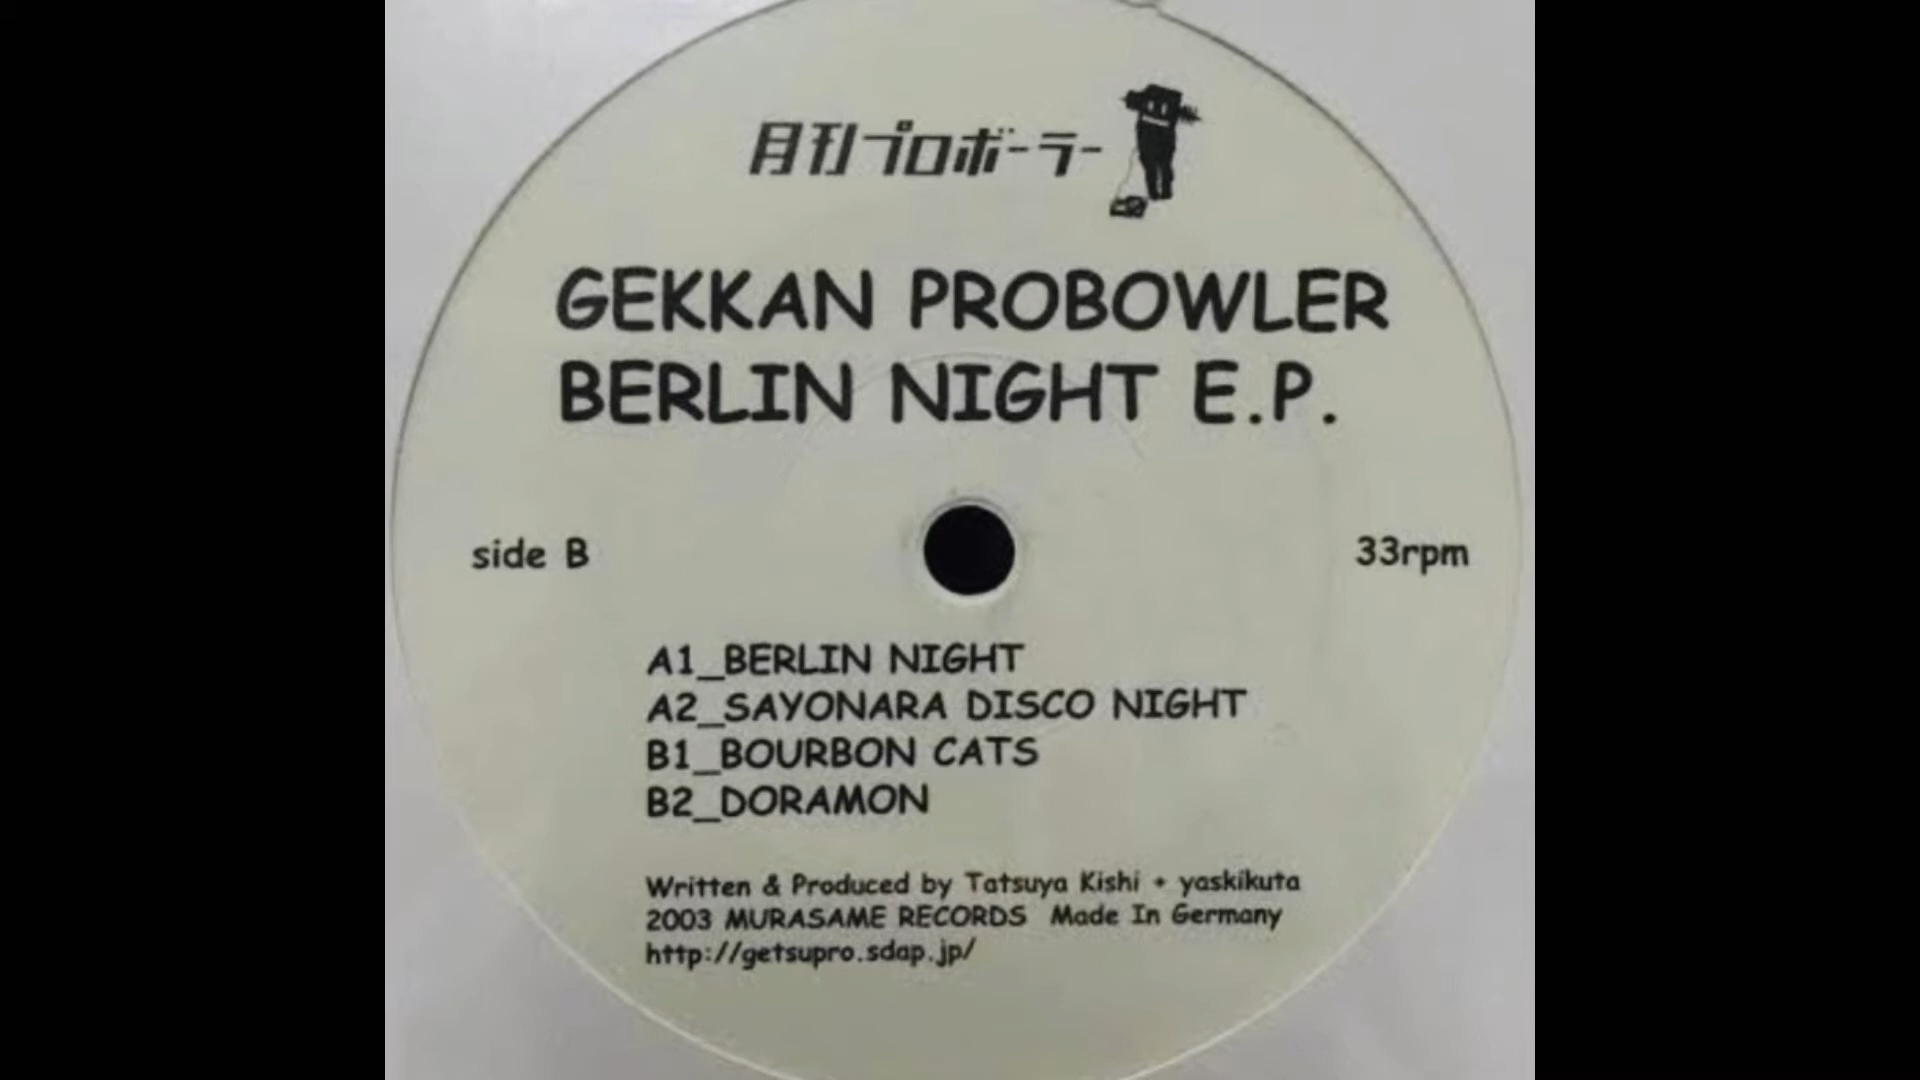 月刊プロボーラー
GEKKAN PROBOWLER
BERLIN NIGHT E.P.
side B
33rpm
A1_BERLIN NIGHT
A2_SAYONARA DISCO NIGHT
B1_BOURBON CATS
B2_DORAMON
Written & Produced by Tatsuya Kishi + yaskikuta
2003 MURASAME RECORDS Made In Germany
http://getsupro.sdap.jp/